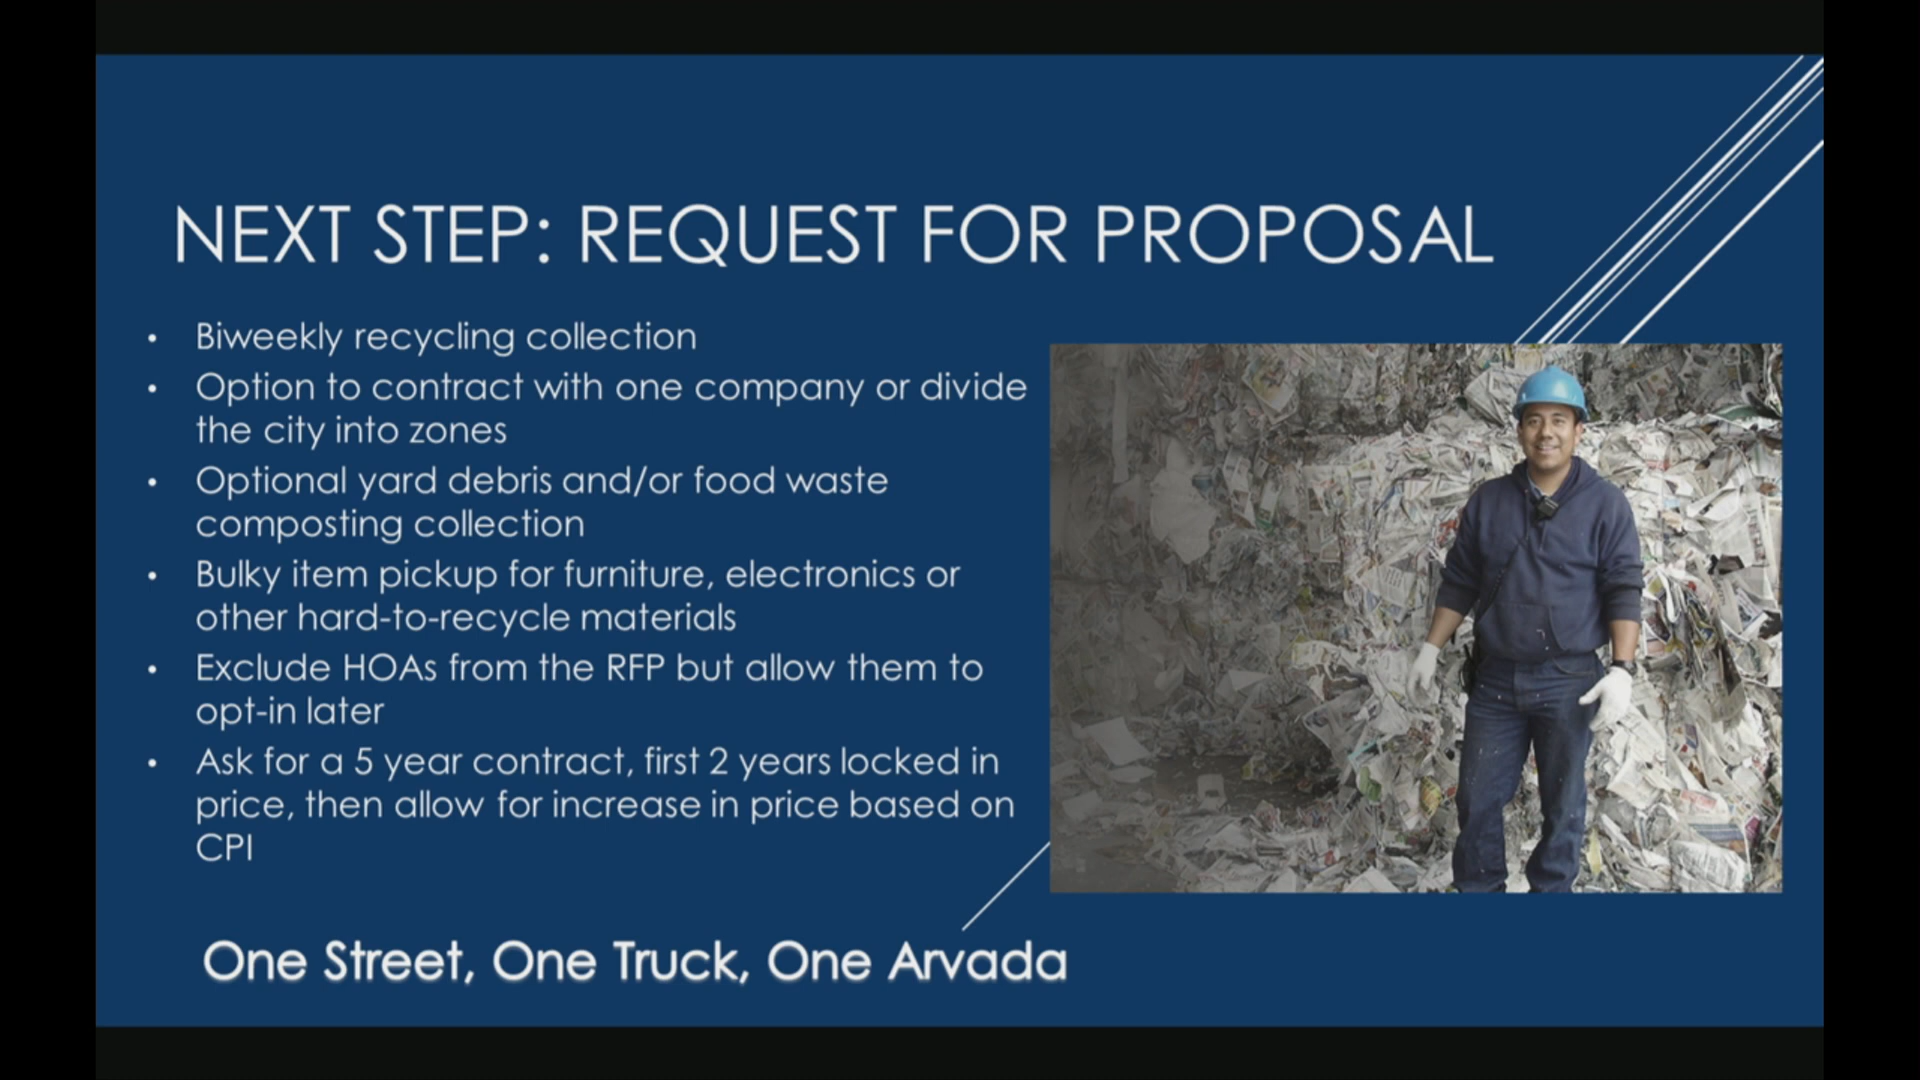 NEXT STEP: REQUEST FOR PROPOSAL
• Biweekly recycling collection
• Option to contract with one company or divide
the city into zones
• Optional yard debris and/or food waste
composting collection
• Bulky item pickup for furniture, electronics or
other hard-to-recycle materials
• Exclude HOAs from the RFP but allow them to
opt-in later
• Ask for a 5 year contract, first 2 years locked in
price, then allow for increase in price based on
CPI
One Street, One Truck, One Arvada